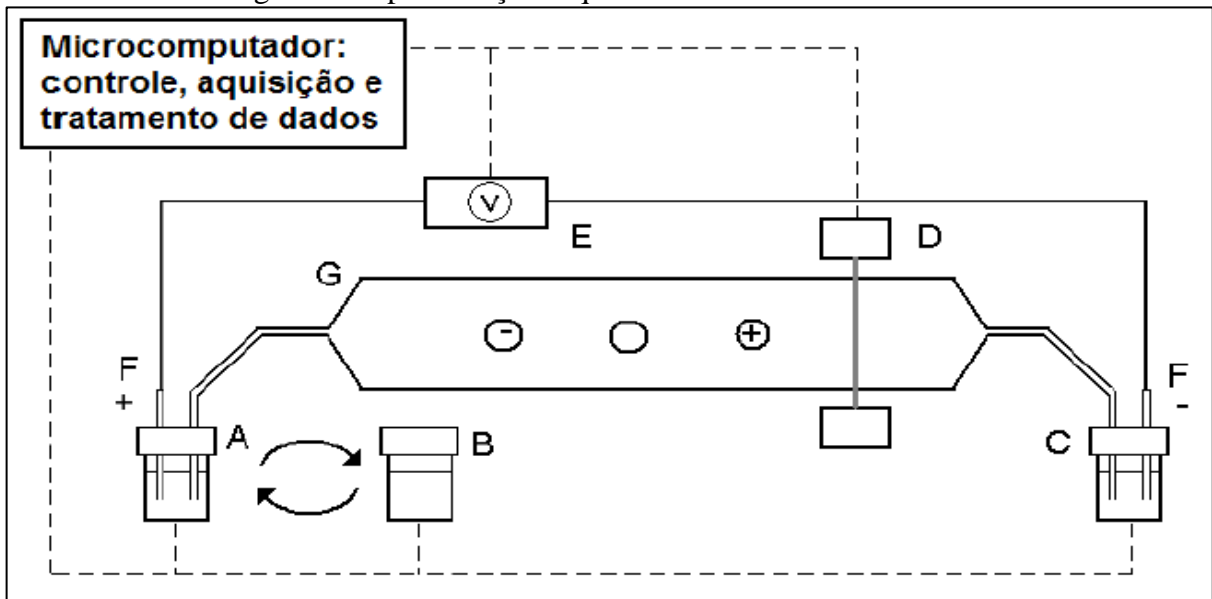 Microcomputador:
controle, aquisição e
tratamento de dados
V
E
D
G
-
+
F
+
F
-
A
B
C